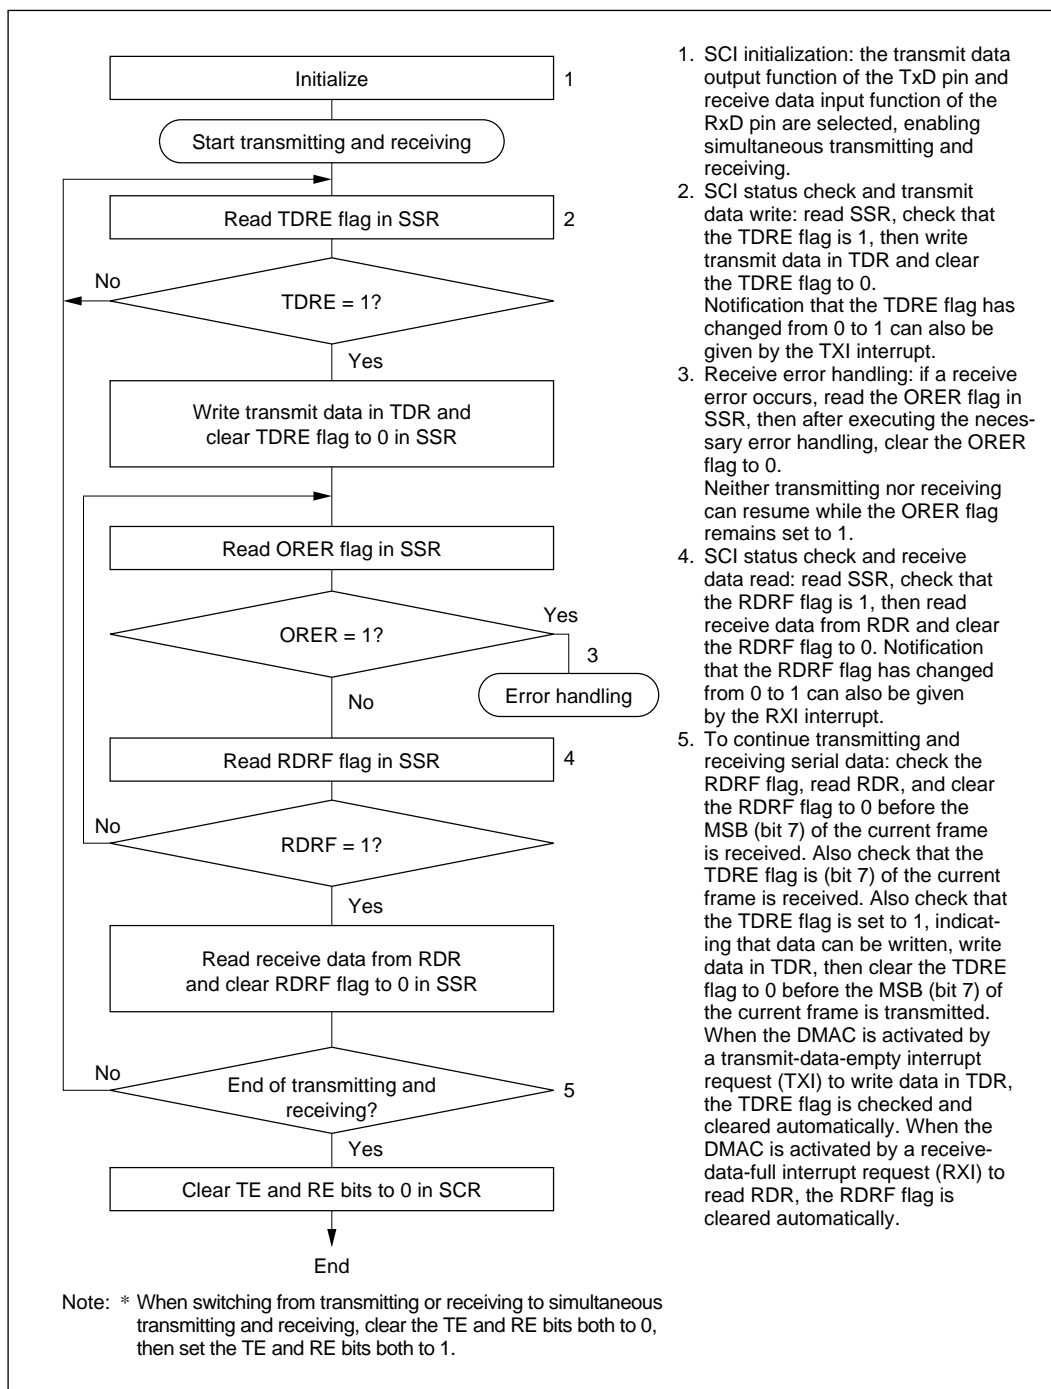 Initialize
1
Start transmitting and receiving
Read TDRE flag in SSR
2
No
TDRE = 1?
Yes
Write transmit data in TDR and
clear TDRE flag to 0 in SSR
Read ORER flag in SSR
Yes
ORER = 1?
3
Error handling
No
Read RDRF flag in SSR
4
No
RDRF = 1?
Yes
Read receive data from RDR
and clear RDRF flag to 0 in SSR
No
End of transmitting and
receiving?
5
Yes
Clear TE and RE bits to 0 in SCR
End
1. SCI initialization: the transmit data
output function of the TxD pin and
receive data input function of the
RxD pin are selected, enabling
simultaneous transmitting and
receiving.
2. SCI status check and transmit
data write: read SSR, check that
the TDRE flag is 1, then write
transmit data in TDR and clear
the TDRE flag to 0.
Notification that the TDRE flag has
changed from 0 to 1 can also be
given by the TXI interrupt.
3. Receive error handling: if a receive
error occurs, read the ORER flag in
SSR, then after executing the neces-
sary error handling, clear the ORER
flag to 0.
Neither transmitting nor receiving
can resume while the ORER flag
remains set to 1.
4. SCI status check and receive
data read: read SSR, check that
the RDRF flag is 1, then read
receive data from RDR and clear
the RDRF flag to 0. Notification
that the RDRF flag has changed
from 0 to 1 can also be given
by the RXI interrupt.
5. To continue transmitting and
receiving serial data: check the
RDRF flag, read RDR, and clear
the RDRF flag to 0 before the
MSB (bit 7) of the current frame
is received. Also check that the
TDRE flag is (bit 7) of the current
frame is received. Also check that
the TDRE flag is set to 1, indicat-
ing that data can be written, write
data in TDR, then clear the TDRE
flag to 0 before the MSB (bit 7) of
the current frame is transmitted.
When the DMAC is activated by
a transmit-data-empty interrupt
request (TXI) to write data in TDR,
the TDRE flag is checked and
cleared automatically. When the
DMAC is activated by a receive-
data-full interrupt request (RXI) to
read RDR, the RDRF flag is
cleared automatically.
Note: * When switching from transmitting or receiving to simultaneous
transmitting and receiving, clear the TE and RE bits both to 0,
then set the TE and RE bits both to 1.